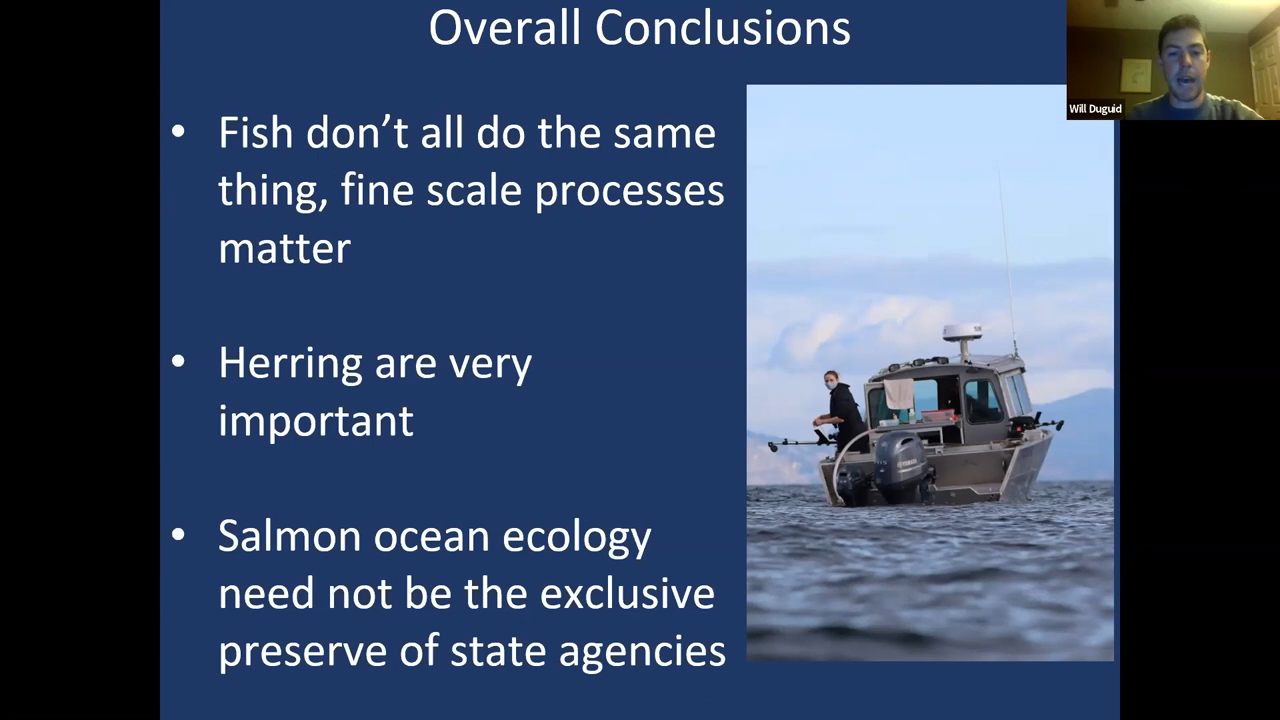 Overall Conclusions
Will Duguid
• Fish don’t all do the same
thing, fine scale processes
matter
• Herring are very
important
• Salmon ocean ecology
need not be the exclusive
preserve of state agencies
YAMAHA